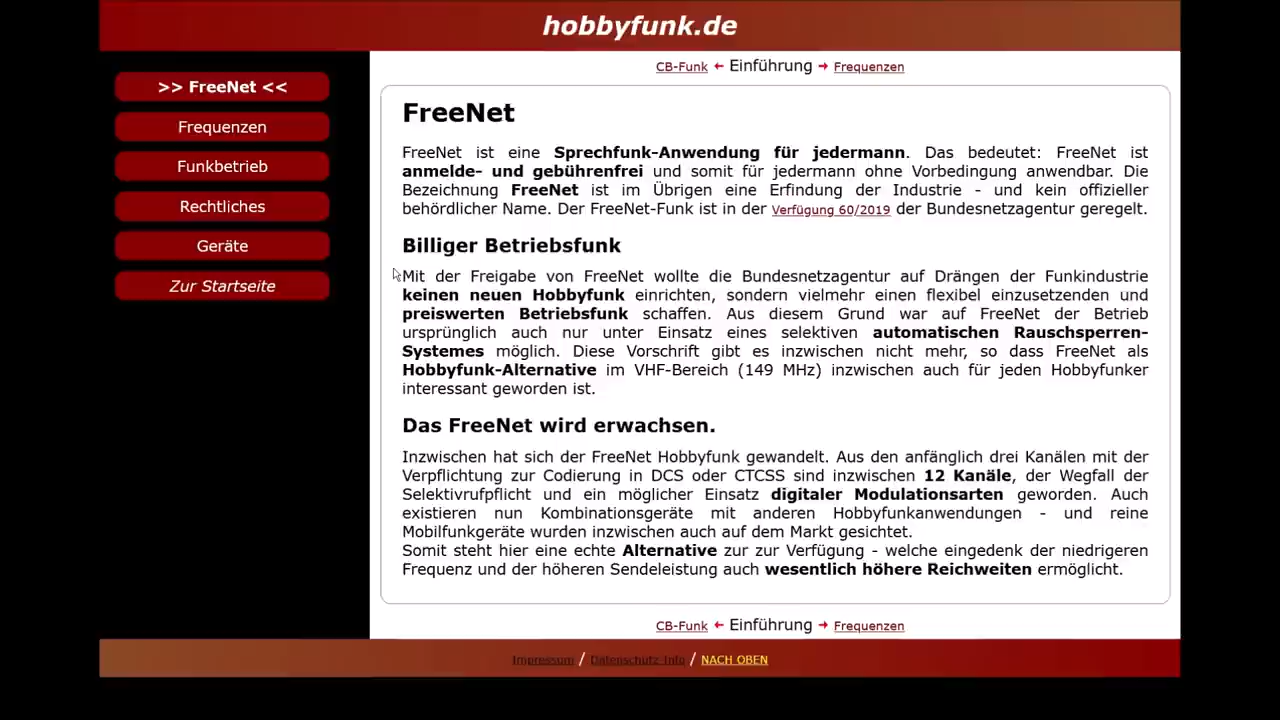 hobbyfunk.de
>> FreeNet <<
Frequenzen
Funkbetrieb
Rechtliches
Geräte
Zur Startseite
CB-Funk ← Einführung → Frequenzen
FreeNet
FreeNet ist eine Sprechfunk-Anwendung für jedermann. Das bedeutet: FreeNet ist
anmelde- und gebührenfrei und somit für jedermann ohne Vorbedingung anwendbar. Die
Bezeichnung FreeNet ist im Übrigen eine Erfindung der Industrie - und kein offizieller
behördlicher Name. Der FreeNet-Funk ist in der Verfügung 60/2019 der Bundesnetzagentur geregelt.
Billiger Betriebsfunk
Mit der Freigabe von FreeNet wollte die Bundesnetzagentur auf Drängen der Funkindustrie
keinen neuen Hobbyfunk einrichten, sondern vielmehr einen flexibel einzusetzenden und
preiswerten Betriebsfunk schaffen. Aus diesem Grund war auf FreeNet der Betrieb
ursprünglich auch nur unter Einsatz eines selektiven automatischen Rauschsperren-
Systemes möglich. Diese Vorschrift gibt es inzwischen nicht mehr, so dass FreeNet als
Hobbyfunk-Alternative im VHF-Bereich (149 MHz) inzwischen auch für jeden Hobbyfunker
interessant geworden ist.
Das FreeNet wird erwachsen.
Inzwischen hat sich der FreeNet Hobbyfunk gewandelt. Aus den anfänglich drei Kanälen mit der
Verpflichtung zur Codierung in DCS oder CTCSS sind inzwischen 12 Kanäle, der Wegfall der
Selektivrufpflicht und ein möglicher Einsatz digitaler Modulationsarten geworden. Auch
existieren nun Kombinationsgeräte mit anderen Hobbyfunkanwendungen - und reine
Mobilfunkgeräte wurden inzwischen auch auf dem Markt gesichtet.
Somit steht hier eine echte Alternative zur zur Verfügung - welche eingedenk der niedrigeren
Frequenz und der höheren Sendeleistung auch wesentlich höhere Reichweiten ermöglicht.
CB-Funk ← Einführung → Frequenzen
Impressum / Datenschutz-Info / NACH OBEN